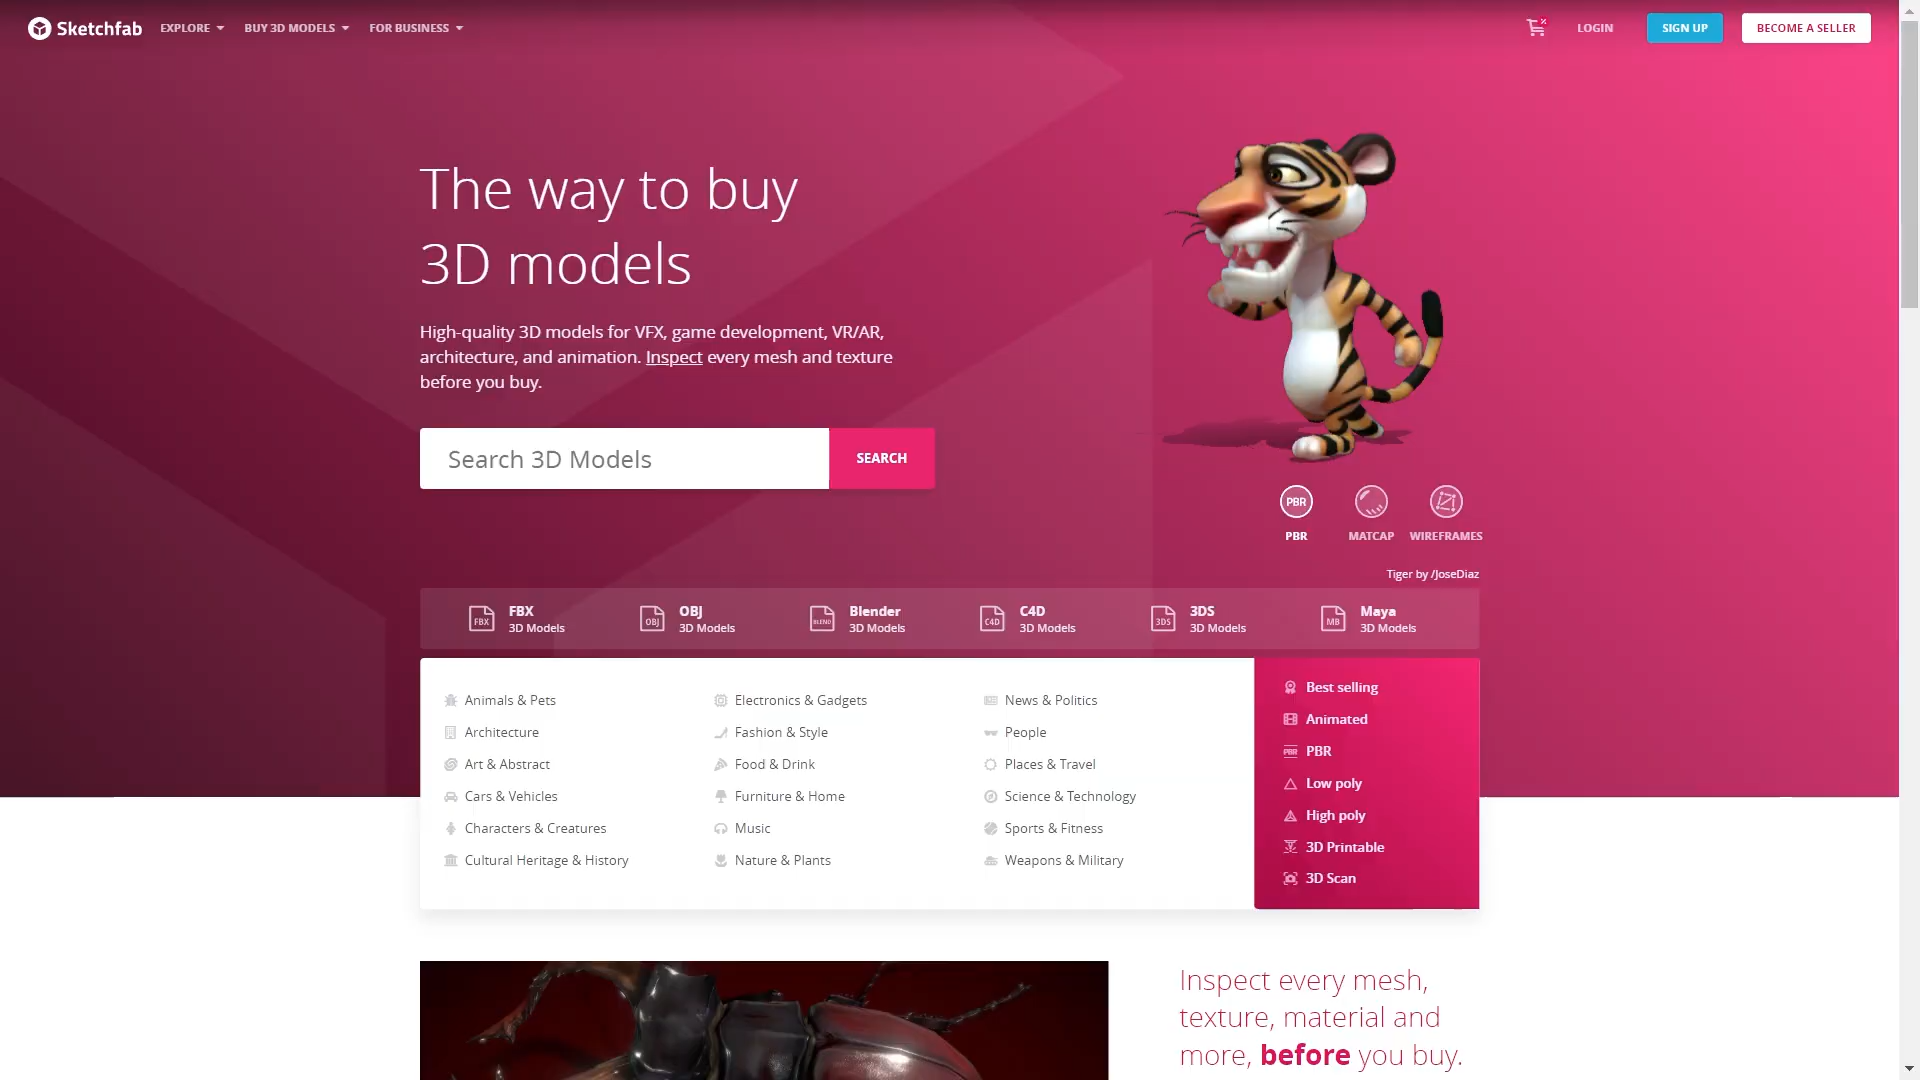 Sketchfab
EXPLORE
BUY 3D MODELS
FOR BUSINESS
LOGIN
SIGN UP
BECOME A SELLER
The way to buy
3D models
High-quality 3D models for VFX, game development, VR/AR,
architecture, and animation. Inspect every mesh and texture
before you buy.
Search 3D Models
SEARCH
PBR
PBR
MATCAP
WIREFRAMES
Tiger by /JoseDiaz
FBX
FBX
3D Models
OBJ
OBJ
3D Models
BLEND
Blender
3D Models
C4D
C4D
3D Models
3DS
3DS
3D Models
MB
Maya
3D Models
Animals & Pets
Architecture
Art & Abstract
Cars & Vehicles
Characters & Creatures
Cultural Heritage & History
Electronics & Gadgets
Fashion & Style
Food & Drink
Furniture & Home
Music
Nature & Plants
News & Politics
People
Places & Travel
Science & Technology
Sports & Fitness
Weapons & Military
Best selling
Animated
PBR
PBR
Low poly
High poly
3D Printable
3D Scan
Inspect every mesh,
texture, material and
more, before you buy.